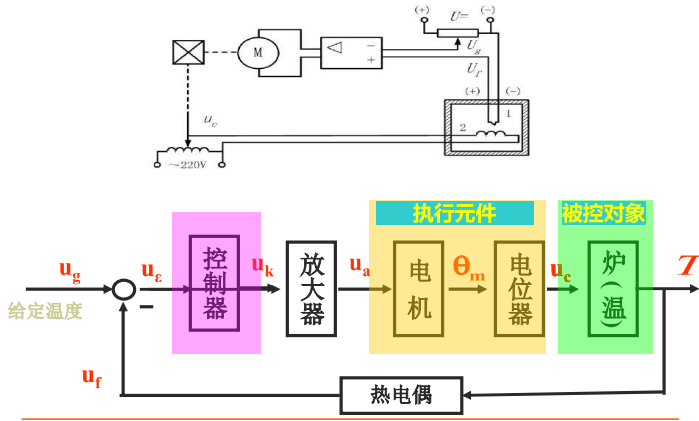 (+) U= (−)
U_g
M − +
U_f
(+) (−)
1
2
u_c
～220V
执行元件 被控对象
u_g u_ε 控制器 u_k 放大器 u_a 电机 θ_m 电位器 u_c 炉(温) T
给定温度 −
u_f
热电偶